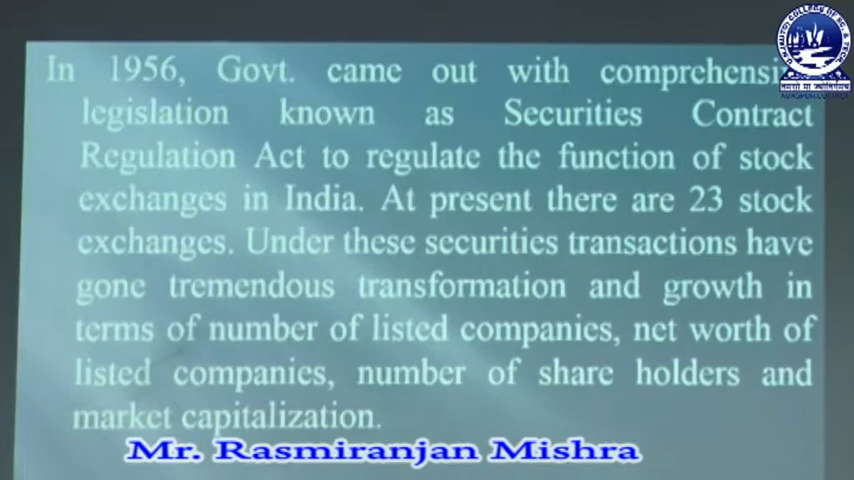 In 1956, Govt. came out with comprehensi
legislation known as Securities Contract
Regulation Act to regulate the function of stock
exchanges in India. At present there are 23 stock
exchanges. Under these securities transactions have
gone tremendous transformation and growth in
terms of number of listed companies, net worth of
listed companies, number of share holders and
market capitalization.
Mr. Rasmiranjan Mishra